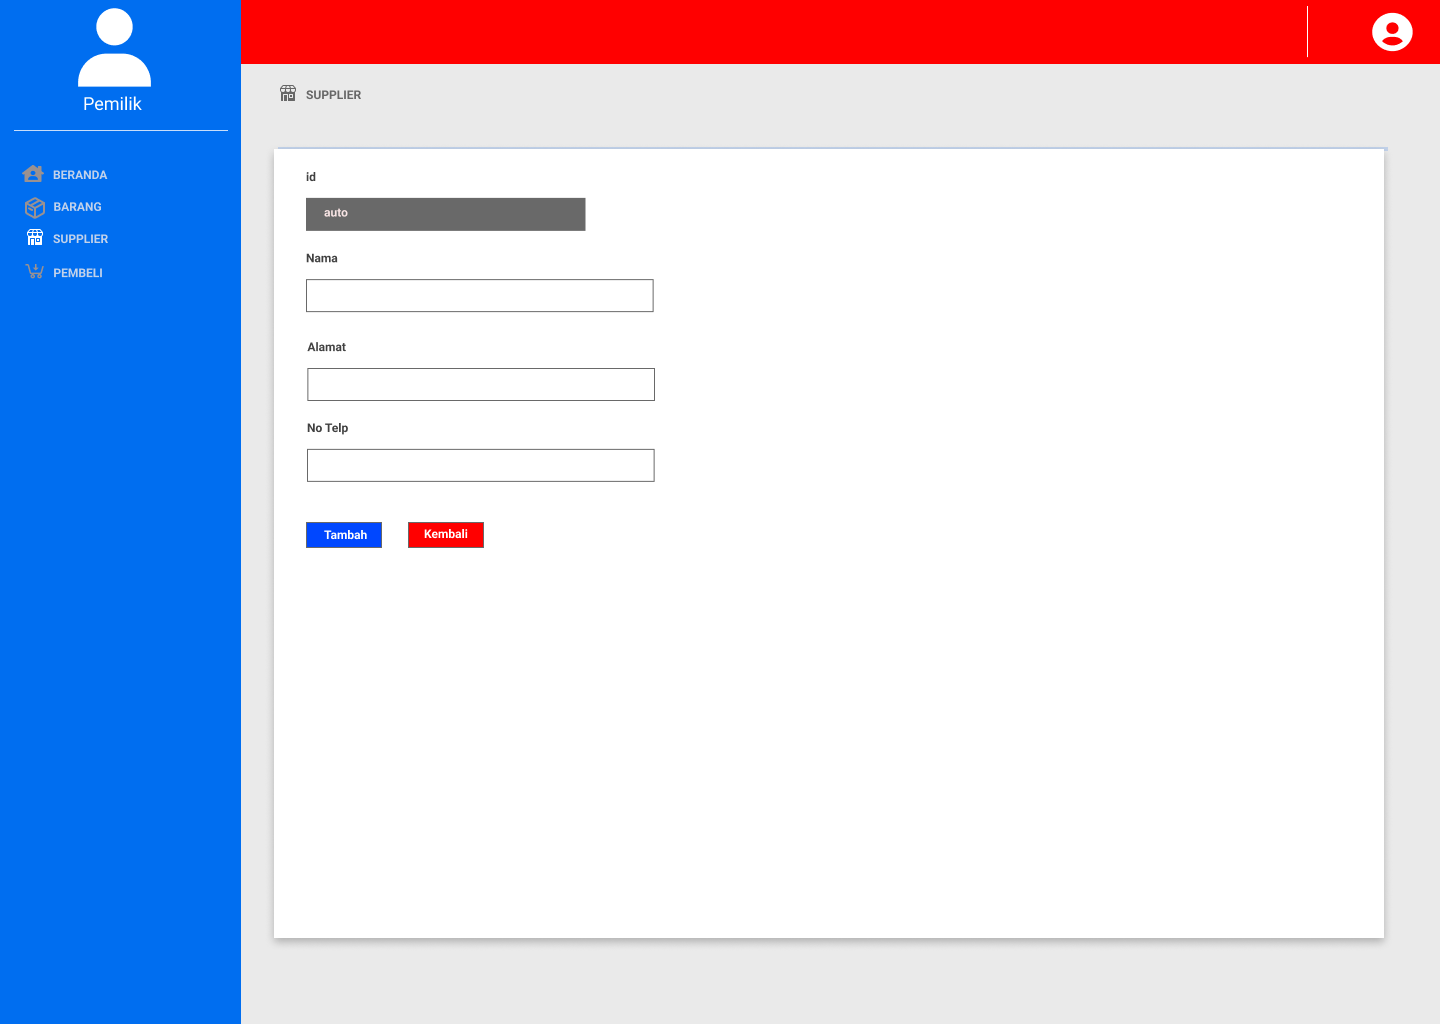 Pemilik
BERANDA
BARANG
SUPPLIER
PEMBELI
SUPPLIER
id
auto
Nama
Alamat
No Telp
Tambah
Kembali